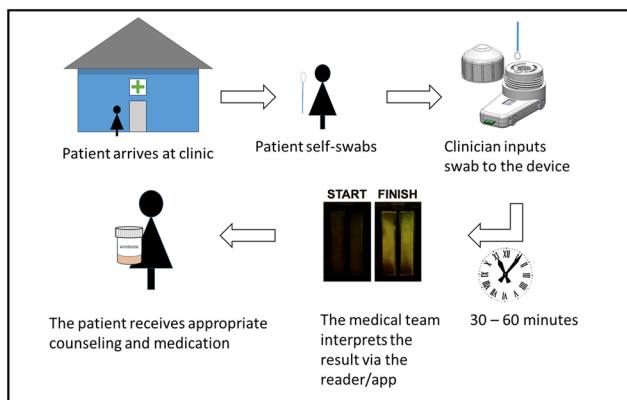 Patient arrives at clinic
Patient self-swabs
Clinician inputs
swab to the device
START FINISH
Antibiotic
The patient receives appropriate
counseling and medication
The medical team
interprets the
result via the
reader/app
30 – 60 minutes